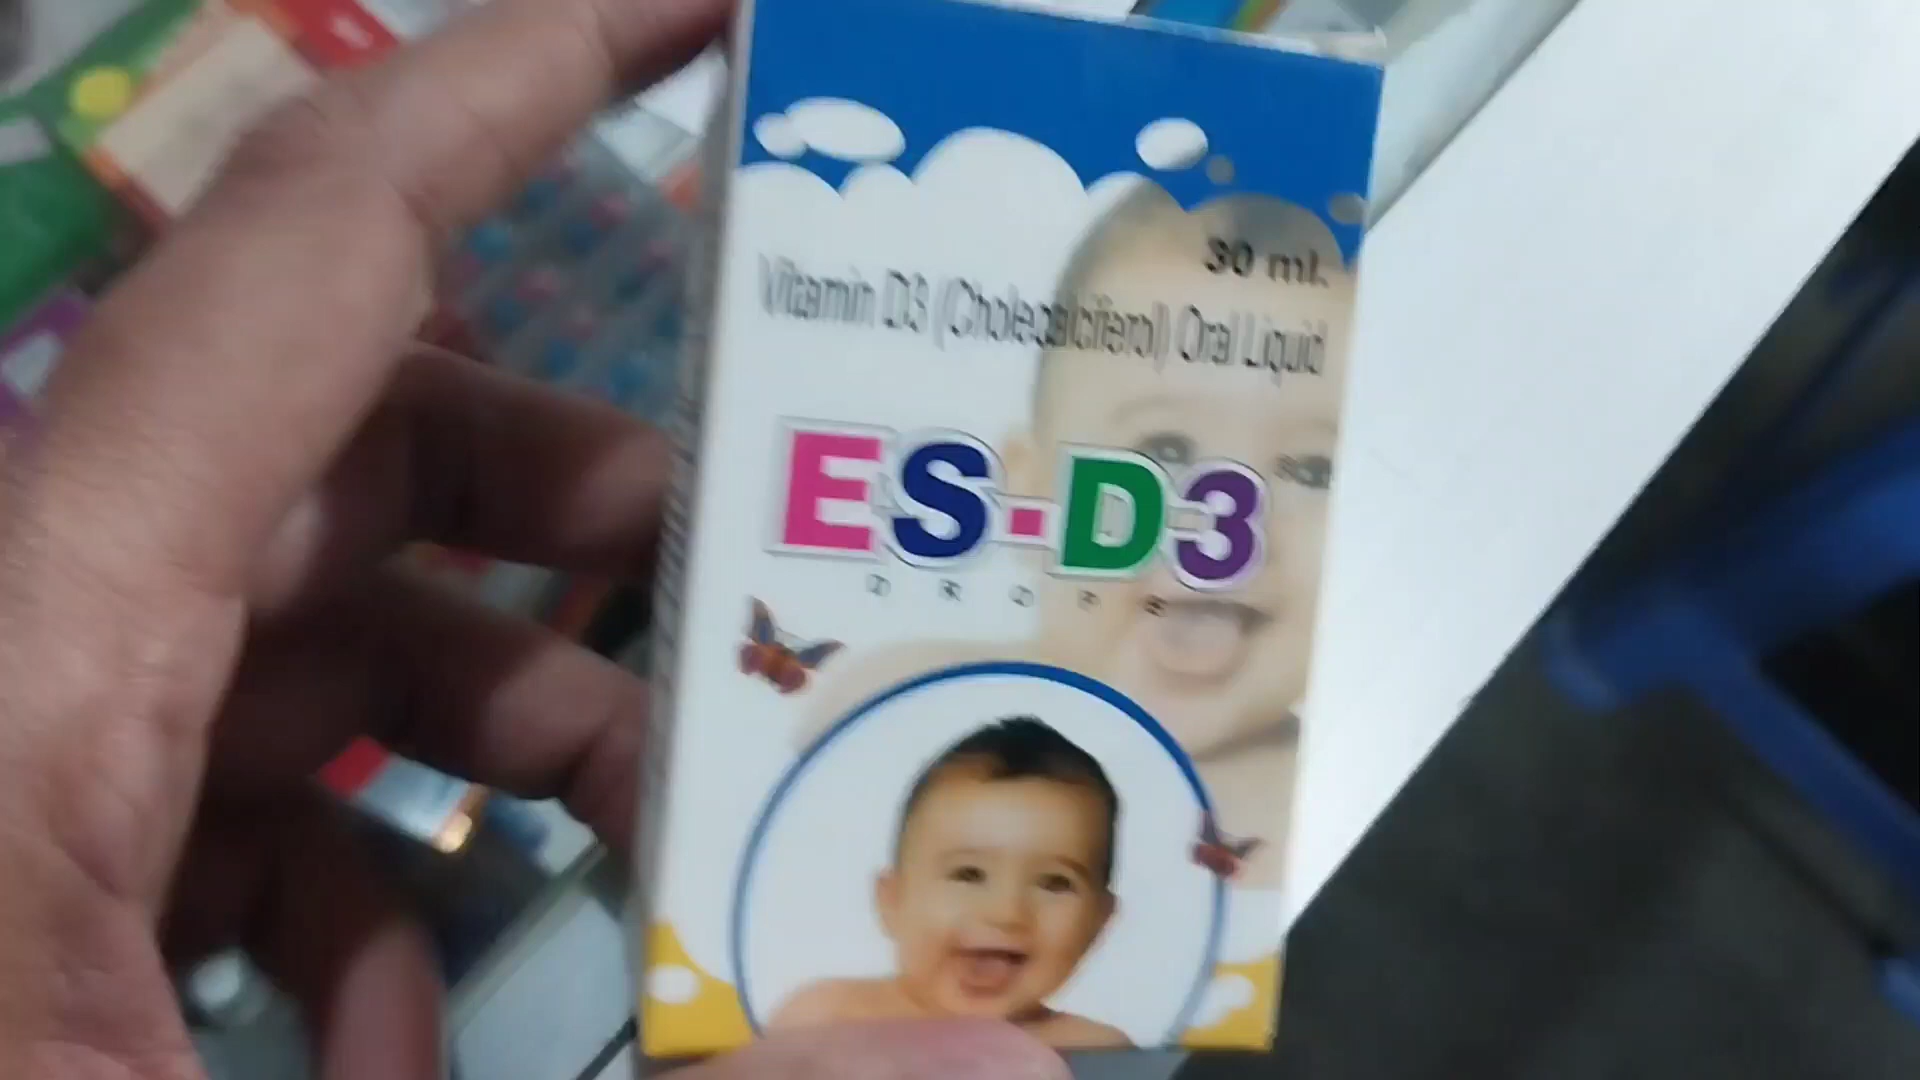 30 ml.
Vitamin D3 (Cholecalciferol) Oral Liquid
ES-D3
DROPS